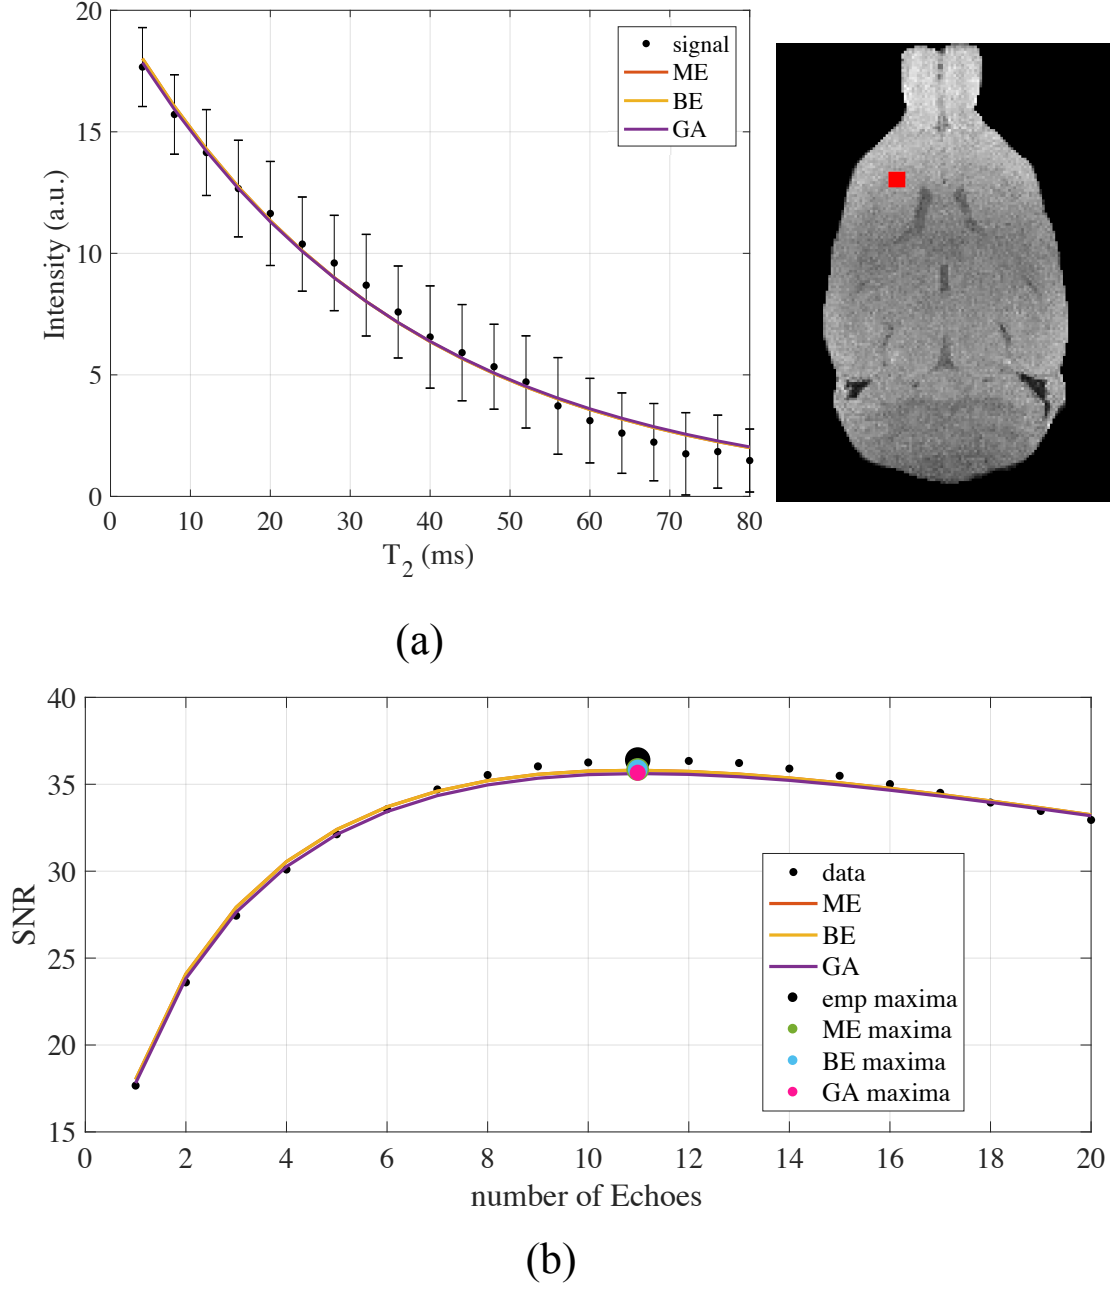 20
15
10
5
0
0 10 20 30 40 50 60 70 80
Intensity (a.u.)
T2 (ms)
signal
ME
BE
GA
(a)
40
35
30
25
20
15
0 2 4 6 8 10 12 14 16 18 20
SNR
number of Echoes
data
ME
BE
GA
emp maxima
ME maxima
BE maxima
GA maxima
(b)